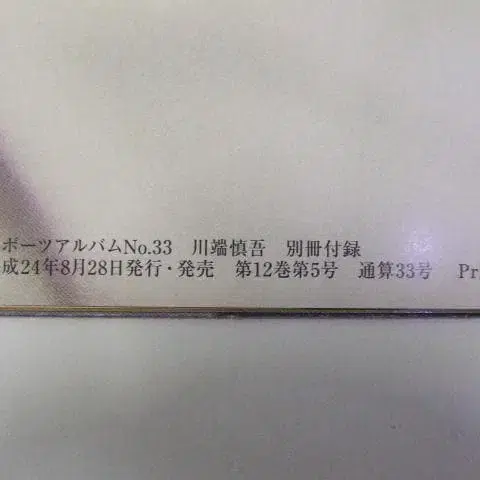 ポーツアルバムNo.33 川端慎吾 別冊付録
成24年8月28日発行・発売 第12巻第5号 通算33号 Pr